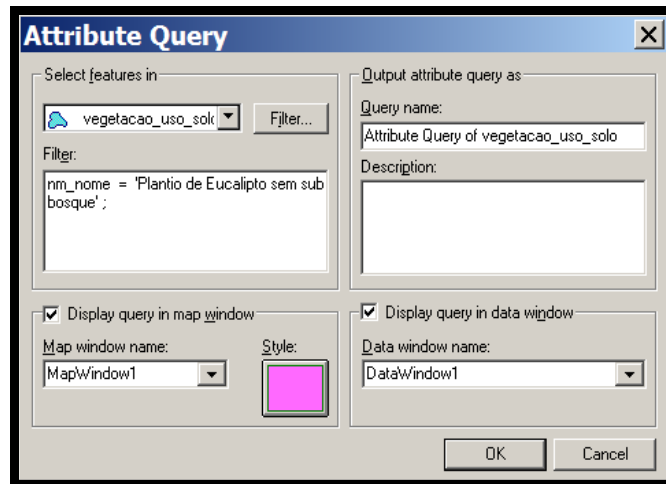 Attribute Query
Select features in
vegetacao_uso_solo
Filter...
Filter:
nm_nome = 'Plantio de Eucalipto sem sub
bosque' ;
Output attribute query as
Query name:
Attribute Query of vegetacao_uso_solo
Description:
Display query in map window
Map window name:
MapWindow1
Style:
Display query in data window
Data window name:
DataWindow1
OK
Cancel